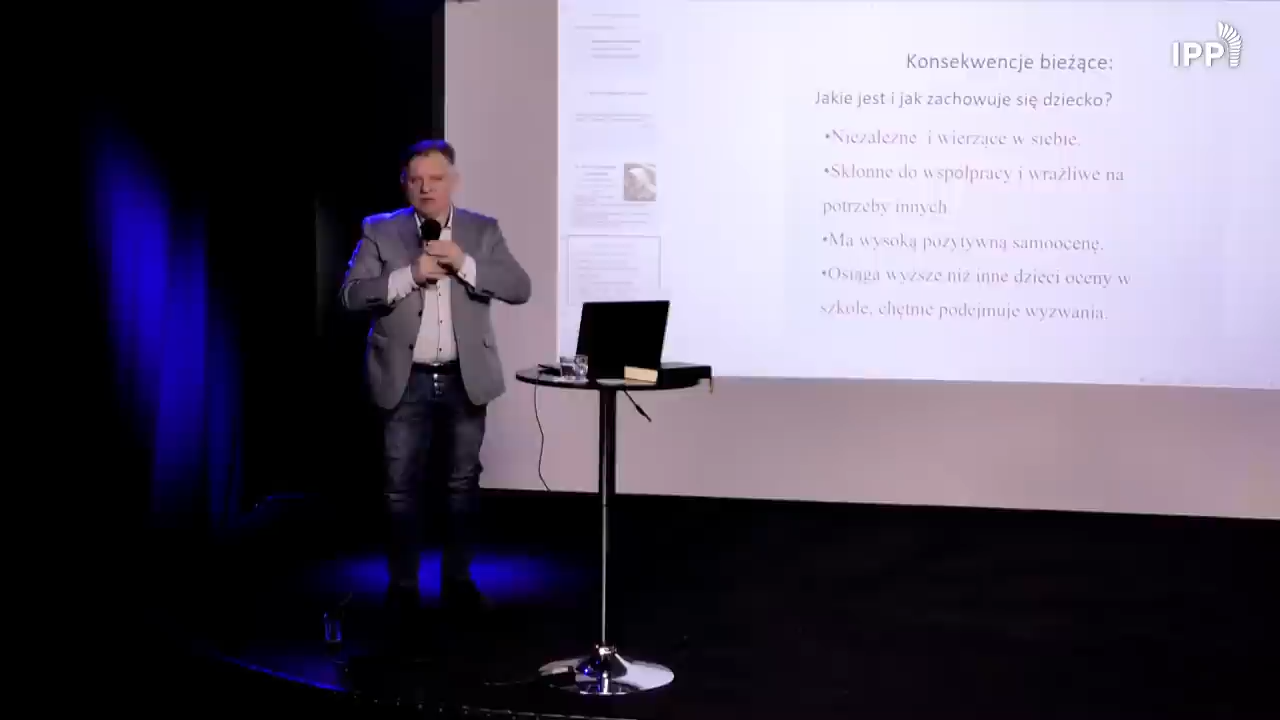 IPP
Konsekwencje bieżące:
Jakie jest i jak zachowuje się dziecko?
•Niezależne i wierzące w siebie.
•Skłonne do współpracy i wrażliwe na
potrzeby innych
•Ma wysoką pozytywną samoocenę.
•Osiąga wyższe niż inne dzieci oceny w
szkole, chętnie podejmuje wyzwania.